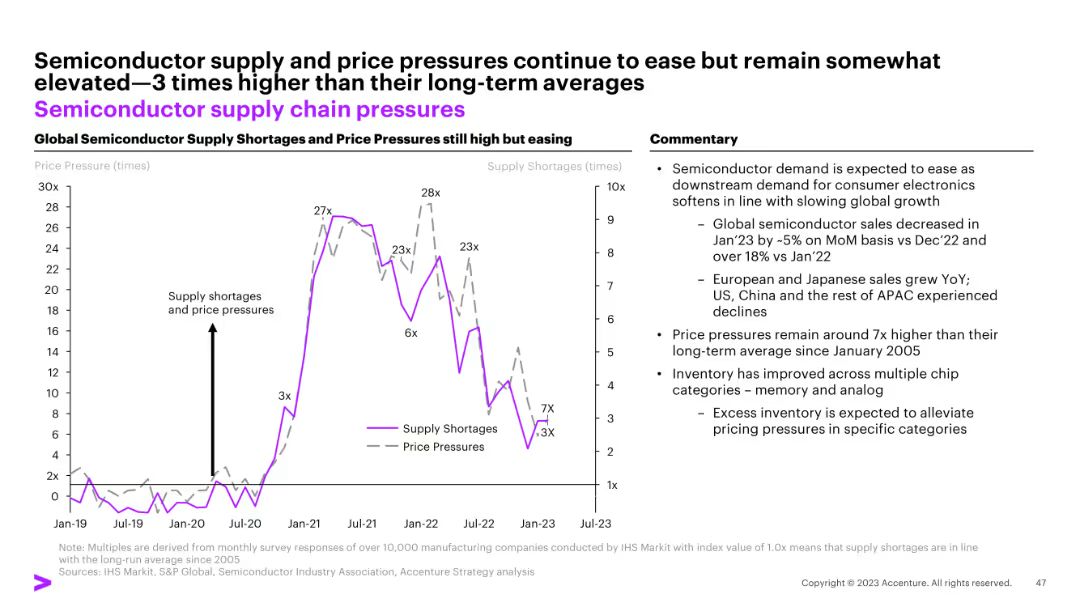 Semiconductor supply and price pressures continue to ease but remain somewhat
elevated—3 times higher than their long-term averages
Semiconductor supply chain pressures
Global Semiconductor Supply Shortages and Price Pressures still high but easing
Price Pressure (times)
Supply Shortages (times)
30x
28
26
24
22
20
18
16
14
12
10
8
6
4
2x
0
10x
9
8
7
6
5
4
3
2
1x
27x
28x
23x
23x
6x
3x
7X
3X
Supply shortages
and price pressures
Supply Shortages
Price Pressures
Jan-19
Jul-19
Jan-20
Jul-20
Jan-21
Jul-21
Jan-22
Jul-22
Jan-23
Jul-23
Commentary
• Semiconductor demand is expected to ease as
downstream demand for consumer electronics
softens in line with slowing global growth
– Global semiconductor sales decreased in
Jan’23 by ~5% on MoM basis vs Dec’22 and
over 18% vs Jan’22
– European and Japanese sales grew YoY;
US, China and the rest of APAC experienced
declines
• Price pressures remain around 7x higher than their
long-term average since January 2005
• Inventory has improved across multiple chip
categories – memory and analog
– Excess inventory is expected to alleviate
pricing pressures in specific categories
Note: Multiples are derived from monthly survey responses of over 10,000 manufacturing companies conducted by IHS Markit with index value of 1.0x means that supply shortages are in line
with the long-run average since 2005
Sources: IHS Markit, S&P Global, Semiconductor Industry Association, Accenture Strategy analysis
Copyright © 2023 Accenture. All rights reserved.
47